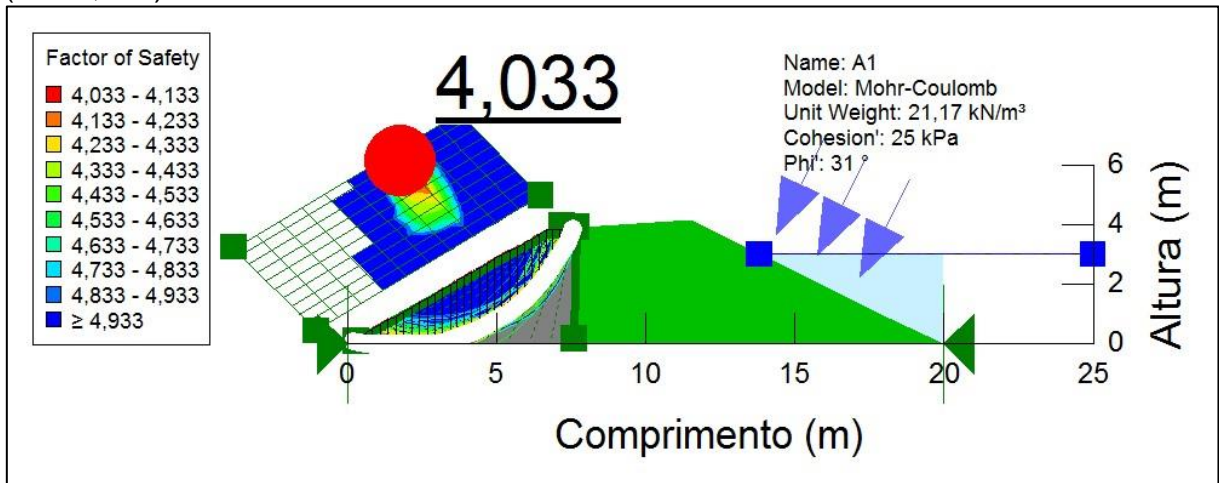 Factor of Safety
4,033 - 4,133
4,133 - 4,233
4,233 - 4,333
4,333 - 4,433
4,433 - 4,533
4,533 - 4,633
4,633 - 4,733
4,733 - 4,833
4,833 - 4,933
≥ 4,933
4,033
Name: A1
Model: Mohr-Coulomb
Unit Weight: 21,17 kN/m³
Cohesion': 25 kPa
Phi': 31 °
6
4
2
0
Altura (m)
0 5 10 15 20 25
Comprimento (m)